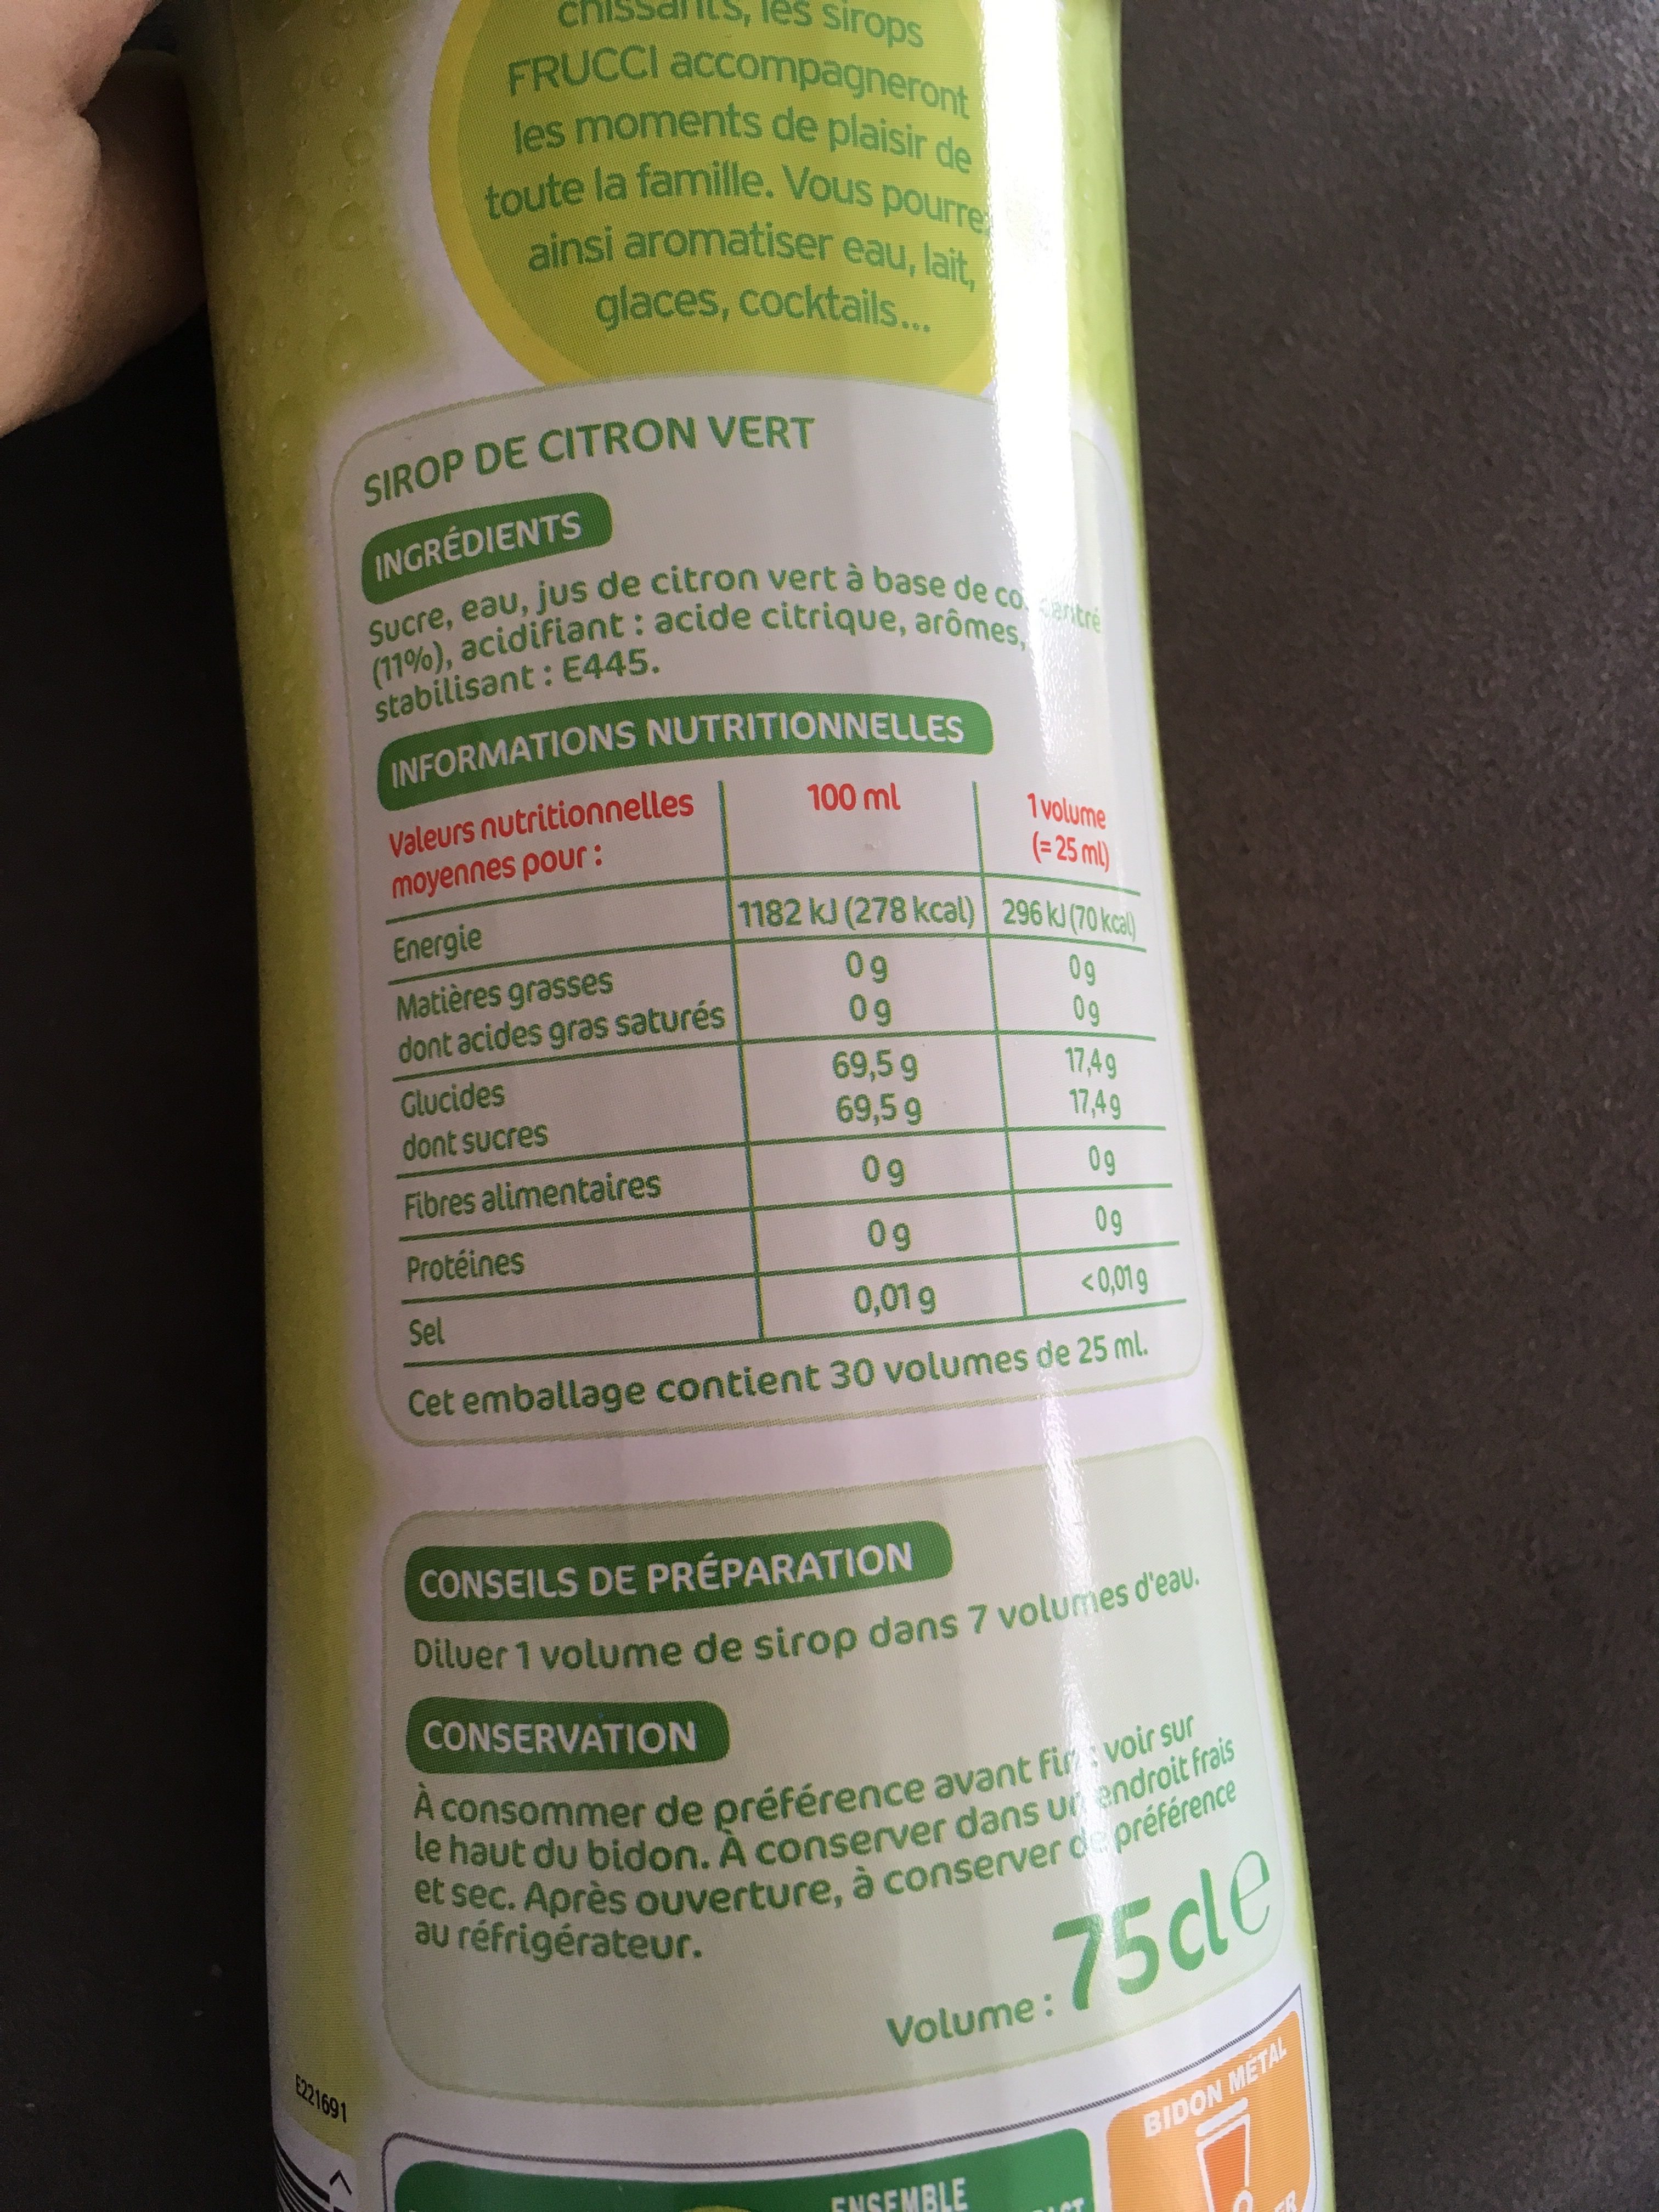 les sirops
FRUCCI accompagneront
les moments de plaisir de
toute la famille. Vous
ainsi aromatiser eau, lait,
glaces, cocktails...
SIROP DE CITRON VERT
INGRÉDIENTS
Sucre, eau, jus de citron vert à base de
(11%), acidifiant : acide citrique, arômes,
stabilisant : E445.
INFORMATIONS NUTRITIONNELLES
Valeurs nutritionnelles moyennes pour : 100 ml 1 volume (= 25 ml)
Energie 1182 kJ (278 kcal) 296 kJ (70 kcal)
Matières grasses 0 g 0 g
dont acides gras saturés 0 g 0 g
Glucides 69,5 g 17,4 g
dont sucres 69,5 g 17,4 g
Fibres alimentaires 0 g 0 g
Protéines 0 g 0 g
Sel 0,01 g <0,01 g
Cet emballage contient 30 volumes de 25 ml.
CONSEILS DE PRÉPARATION
Diluer 1 volume de sirop dans 7 volumes d'eau.
CONSERVATION
À consommer de préférence avant fin : voir sur
le haut du bidon. À conserver dans un endroit frais
et sec. Après ouverture, à conserver de préférence
au réfrigérateur.
Volume : 75 cl e
E221691
BIDON MÉTAL
ENSEMBLE